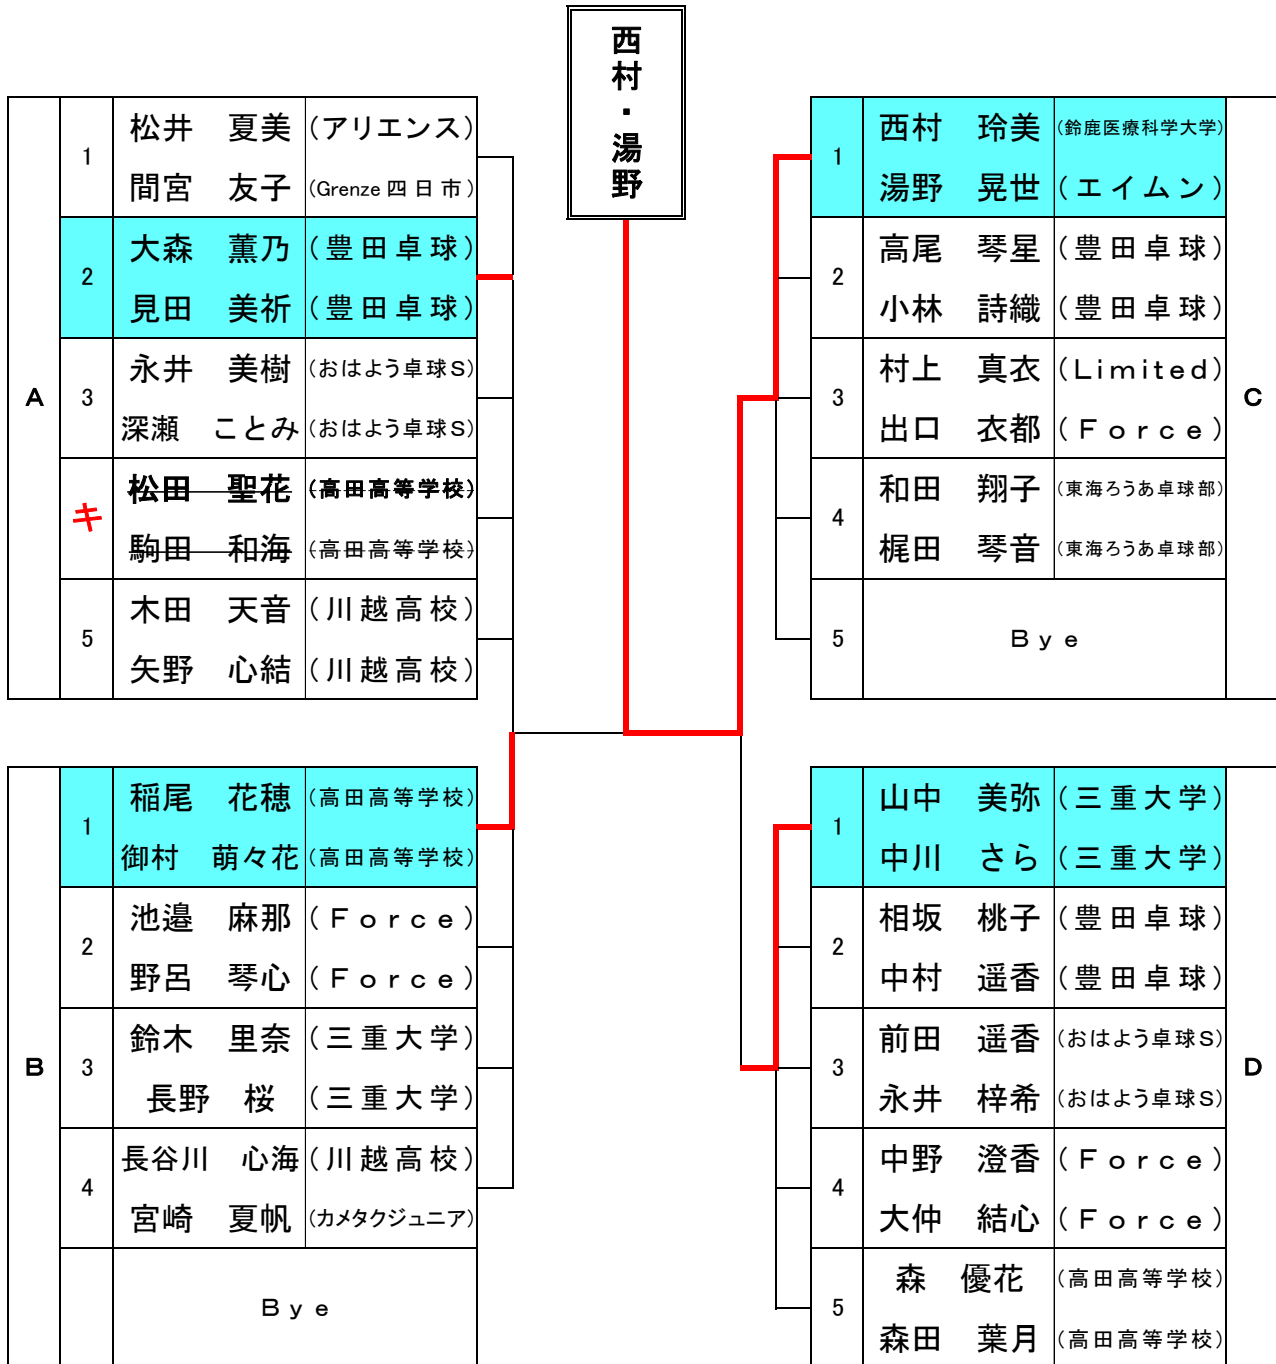 西村・湯野
A
1
松井　夏美 (アリエンス)
間宮　友子 (Grenze四日市)
2
大森　薫乃 (豊田卓球)
見田　美祈 (豊田卓球)
3
永井　美樹 (おはよう卓球S)
深瀬　ことみ (おはよう卓球S)
キ
松田　聖花 (高田高等学校)
駒田　和海 (高田高等学校)
5
木田　天音 (川越高校)
矢野　心結 (川越高校)
B
1
稲尾　花穂 (高田高等学校)
御村　萌々花 (高田高等学校)
2
池邉　麻那 (Force)
野呂　琴心 (Force)
3
鈴木　里奈 (三重大学)
長野　桜 (三重大学)
4
長谷川　心海 (川越高校)
宮崎　夏帆 (カメタクジュニア)
Bye
C
1
西村　玲美 (鈴鹿医療科学大学)
湯野　晃世 (エイムン)
2
高尾　琴星 (豊田卓球)
小林　詩織 (豊田卓球)
3
村上　真衣 (Limited)
出口　衣都 (Force)
4
和田　翔子 (東海ろうあ卓球部)
梶田　琴音 (東海ろうあ卓球部)
5
Bye
D
1
山中　美弥 (三重大学)
中川　さら (三重大学)
2
相坂　桃子 (豊田卓球)
中村　遥香 (豊田卓球)
3
前田　遥香 (おはよう卓球S)
永井　梓希 (おはよう卓球S)
4
中野　澄香 (Force)
大仲　結心 (Force)
5
森　優花 (高田高等学校)
森田　葉月 (高田高等学校)